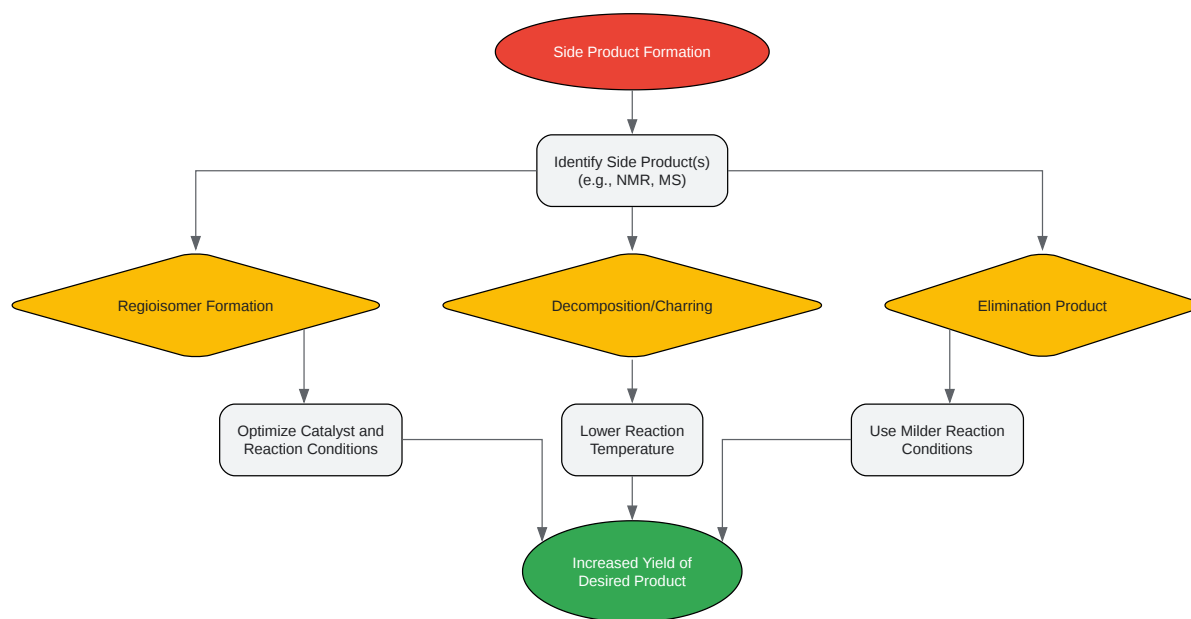 Side Product Formation
Identify Side Product(s)
(e.g., NMR, MS)
Regioisomer Formation
Decomposition/Charring
Elimination Product
Optimize Catalyst and
Reaction Conditions
Lower Reaction
Temperature
Use Milder Reaction
Conditions
Increased Yield of
Desired Product